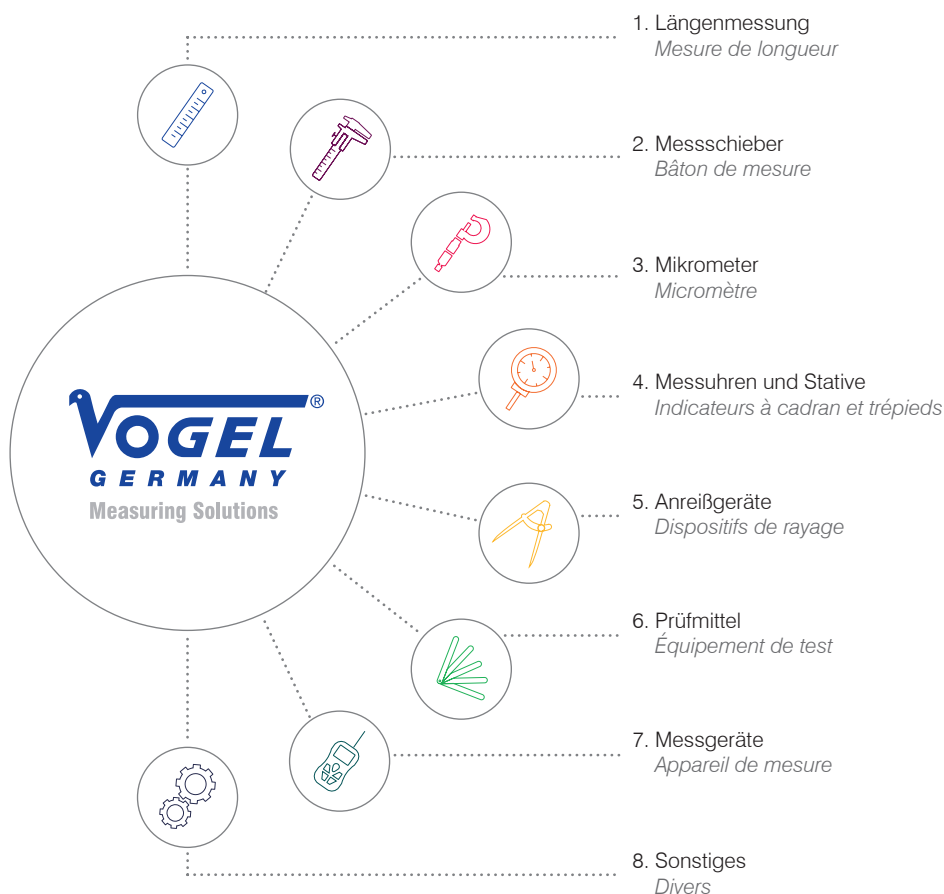 1. Längenmessung
Mesure de longueur
2. Messschieber
Bâton de mesure
3. Mikrometer
Micromètre
4. Messuhren und Stative
Indicateurs à cadran et trépieds
VOGEL®
GERMANY
Measuring Solutions
5. Anreißgeräte
Dispositifs de rayage
6. Prüfmittel
Équipement de test
7. Messgeräte
Appareil de mesure
8. Sonstiges
Divers